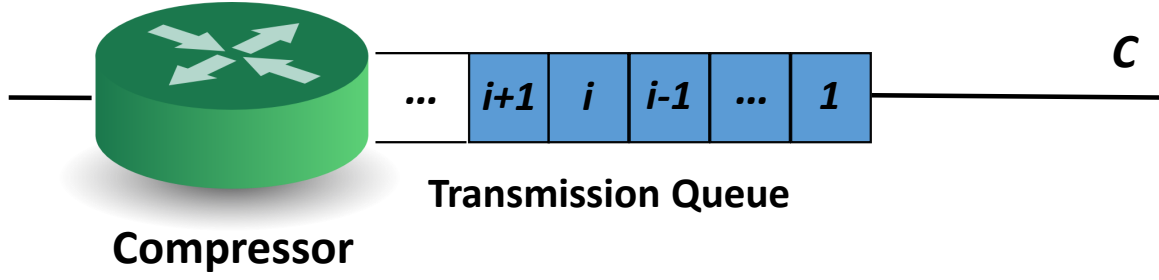 ... i+1 i i-1 ... 1
C
Transmission Queue
Compressor